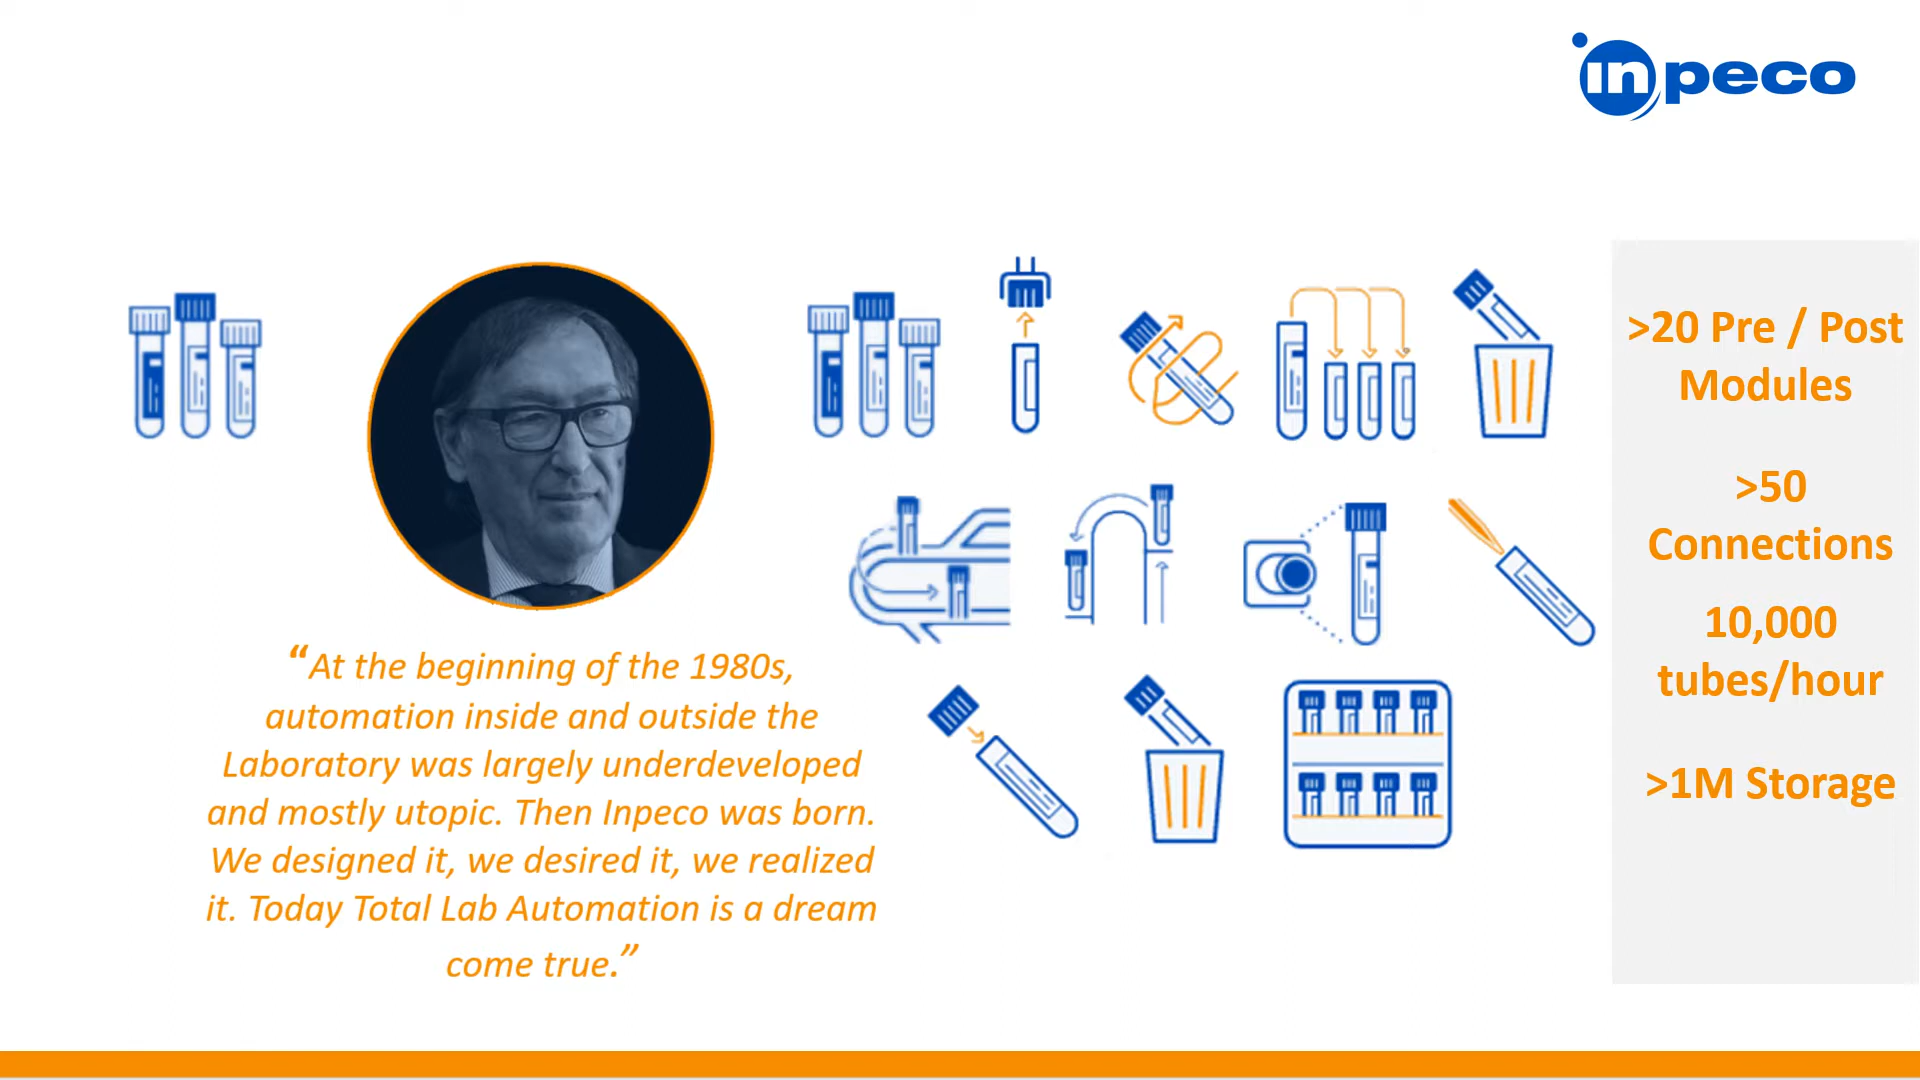 inpeco
“At the beginning of the 1980s,
automation inside and outside the
Laboratory was largely underdeveloped
and mostly utopic. Then Inpeco was born.
We designed it, we desired it, we realized
it. Today Total Lab Automation is a dream
come true.”
>20 Pre / Post
Modules
>50
Connections
10,000
tubes/hour
>1M Storage